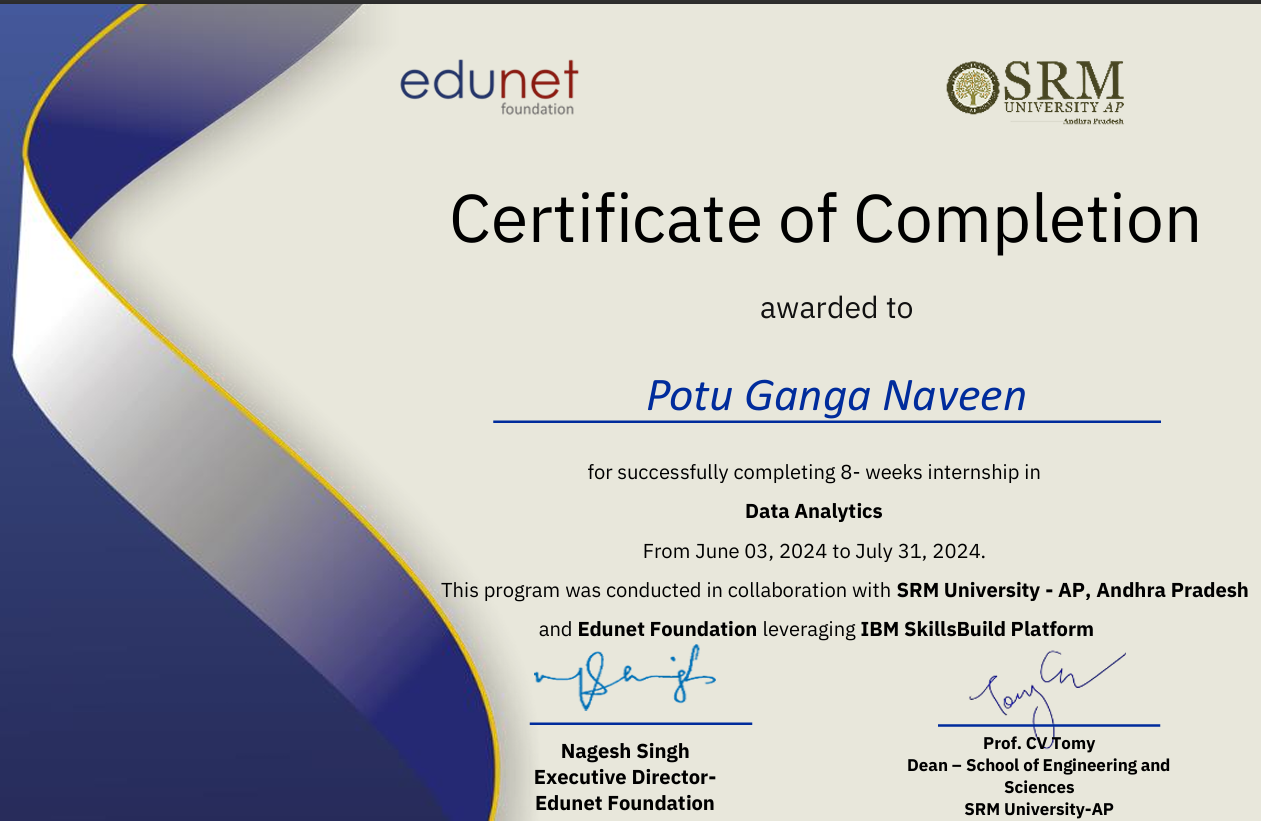 edunet
foundation
SRM
UNIVERSITY AP
Andhra Pradesh
Certificate of Completion
awarded to
Potu Ganga Naveen
for successfully completing 8- weeks internship in
Data Analytics
From June 03, 2024 to July 31, 2024.
This program was conducted in collaboration with SRM University - AP, Andhra Pradesh
and Edunet Foundation leveraging IBM SkillsBuild Platform
Nagesh Singh
Executive Director-
Edunet Foundation
Prof. CV Tomy
Dean – School of Engineering and
Sciences
SRM University-AP